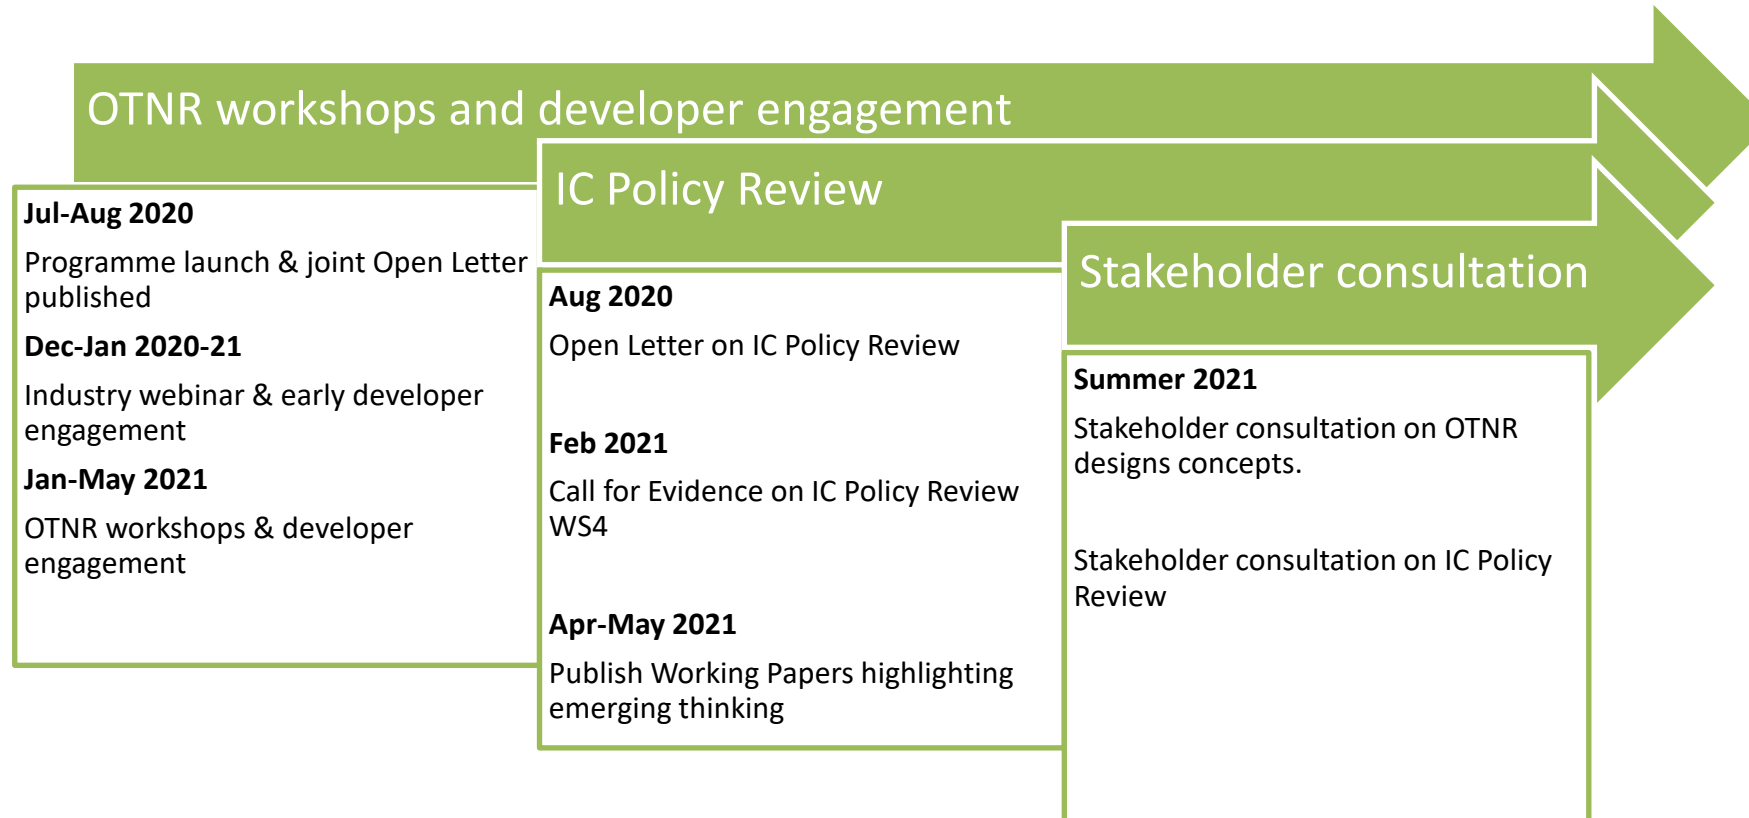 OTNR workshops and developer engagement
Jul-Aug 2020
Programme launch & joint Open Letter
published
Dec-Jan 2020-21
Industry webinar & early developer
engagement
Jan-May 2021
OTNR workshops & developer
engagement
IC Policy Review
Aug 2020
Open Letter on IC Policy Review
Feb 2021
Call for Evidence on IC Policy Review
WS4
Apr-May 2021
Publish Working Papers highlighting
emerging thinking
Stakeholder consultation
Summer 2021
Stakeholder consultation on OTNR
designs concepts.
Stakeholder consultation on IC Policy
Review